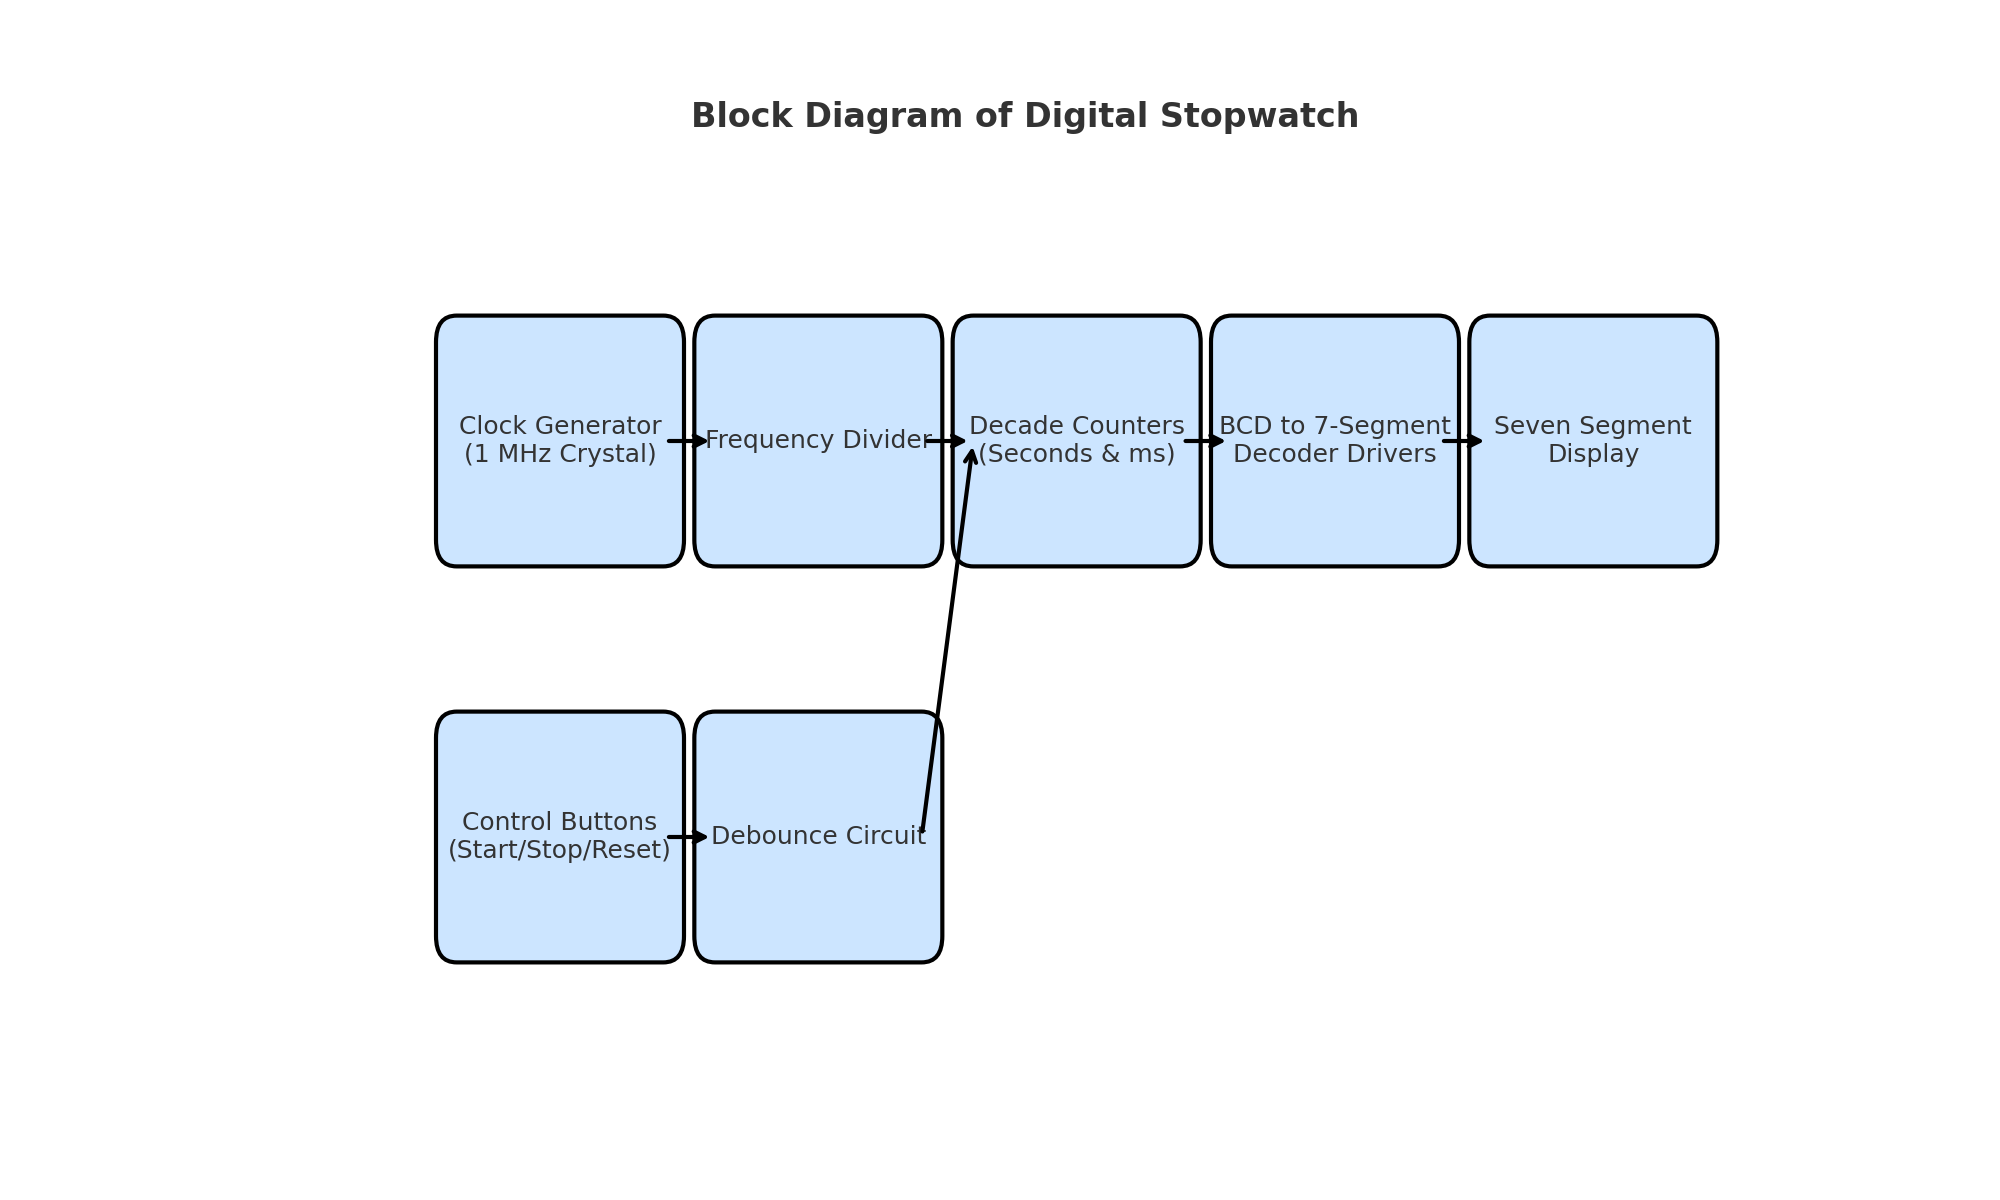 Block Diagram of Digital Stopwatch
Clock Generator
(1 MHz Crystal)
Frequency Divider
Decade Counters
(Seconds & ms)
BCD to 7-Segment
Decoder Drivers
Seven Segment
Display
Control Buttons
(Start/Stop/Reset)
Debounce Circuit